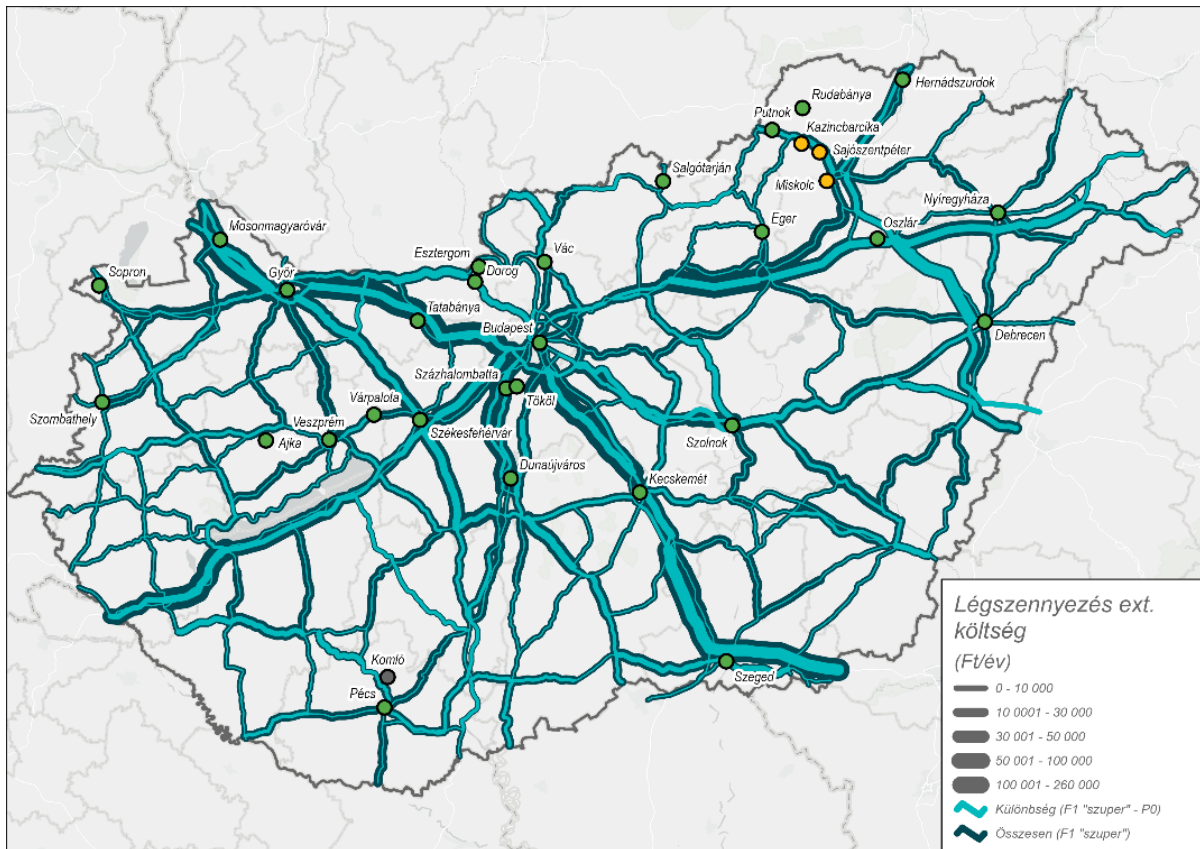 Hernádszurdok
Rudabánya
Putnok
Kazincbarcika
Sajószentpéter
Salgótarján
Miskolc
Nyíregyháza
Mosonmagyaróvár
Eger
Oszlár
Esztergom
Vác
Sopron
Győr
Dorog
Tatabánya
Budapest
Debrecen
Százhalombatta
Tököl
Szombathely
Várpalota
Veszprém
Székesfehérvár
Ajka
Szolnok
Dunaújváros
Kecskemét
Komló
Pécs
Szeged
Légszennyezés ext.
költség
(Ft/év)
0 - 10 000
10 0001 - 30 000
30 001 - 50 000
50 001 - 100 000
100 001 - 260 000
Különbség (F1 "szuper" - P0)
Összesen (F1 "szuper")